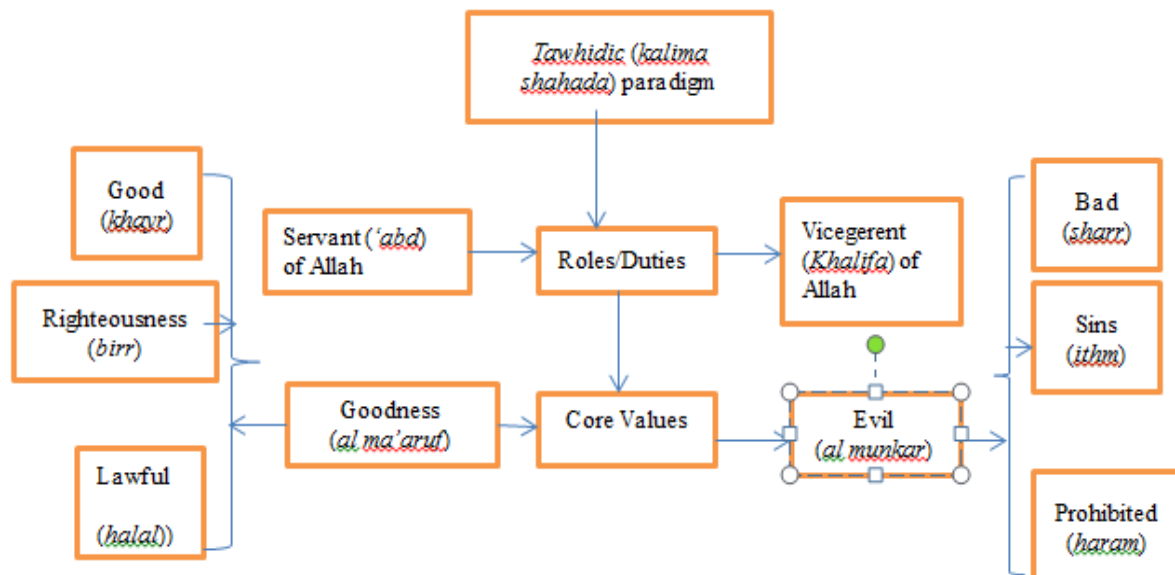 Tawhidic (kalima
shahada) paradigm
Good
(khayr)
Servant (‘abd)
of Allah
Roles/Duties
Vicegerent
(Khalifa) of
Allah
Bad
(sharr)
Righteousness
(birr)
Sins
(ithm)
Goodness
(al ma’aruf)
Core Values
Evil
(al munkar)
Lawful
(halal))
Prohibited
(haram)